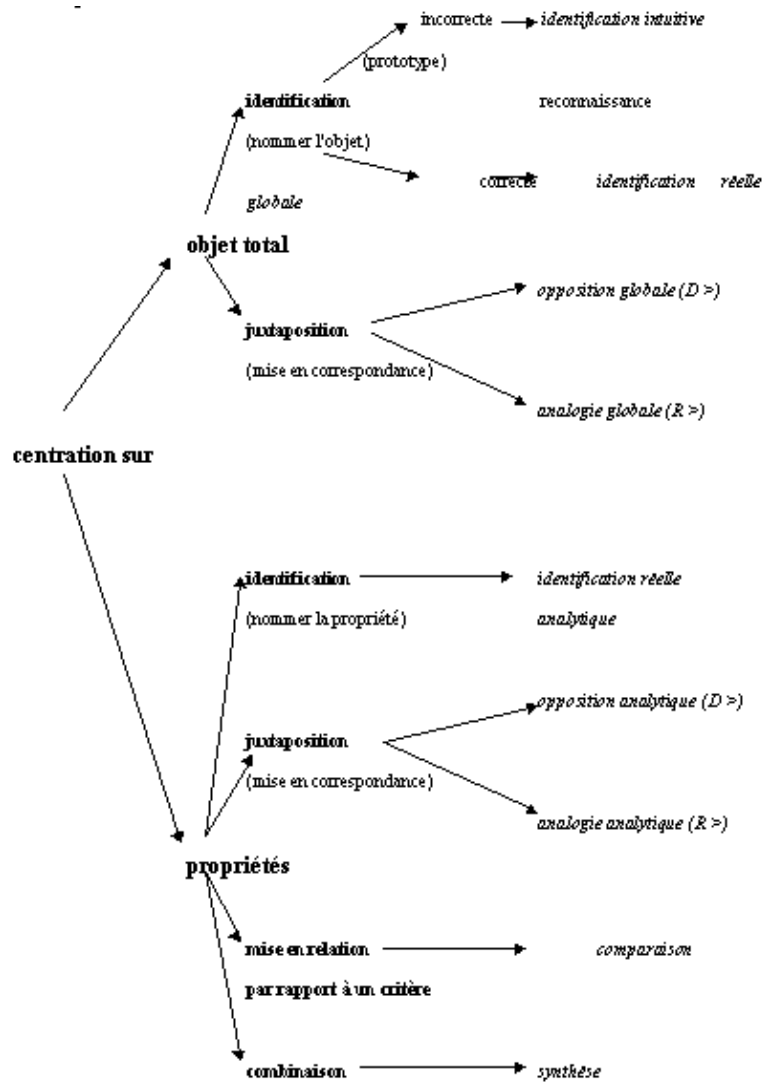 incorrecte identification intuitive
(prototype)
identification reconnaissance
(nommer l'objet)
correcte identification réelle
globale
objet total
opposition globale (D >)
juxtaposition
(mise en correspondance)
analogie globale (R >)
centration sur
identification identification réelle
(nommer la propriété) analytique
opposition analytique (D >)
juxtaposition
(mise en correspondance)
analogie analytique (R >)
propriétés
mise en relation comparaison
par rapport à un critère
combinaison synthèse